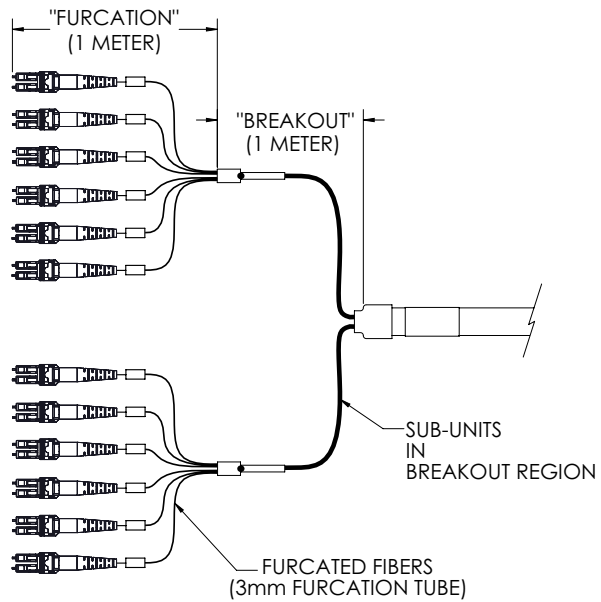 "FURCATION"
(1 METER)
"BREAKOUT"
(1 METER)
SUB-UNITS
IN
BREAKOUT REGION
FURCATED FIBERS
(3mm FURCATION TUBE)